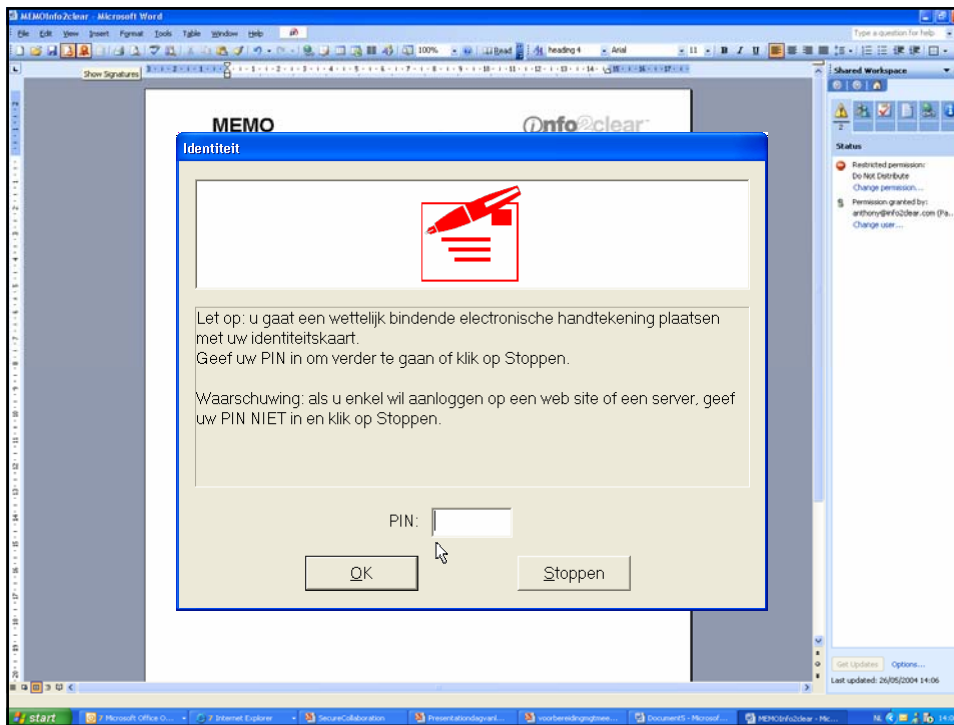 MEMOInfo2clear - Microsoft Word
File Edit View Insert Format Tools Table Window Help
Type a question for help
100% Read heading 4 Arial 11 B I U
Show Signatures
Shared Workspace
MEMO
info2clear
2
Status
Restricted permission:
Do Not Distribute
Change permission...
Permission granted by:
anthony@info2clear.com (Pa...
Change user...
Identiteit
Let op: u gaat een wettelijk bindende electronische handtekening plaatsen
met uw identiteitskaart.
Geef uw PIN in om verder te gaan of klik op Stoppen.
Waarschuwing: als u enkel wil aanloggen op een web site of een server, geef
uw PIN NIET in en klik op Stoppen.
PIN:
OK Stoppen
Get Updates Options...
Last updated: 26/05/2004 14:06
start 7 Microsoft Office O... 7 Internet Explorer SecureCollaboration Presentationdagvanl... voorbereidingmgtmee... Document5 - Microsof... MEMOInfo2clear - Mic... NL